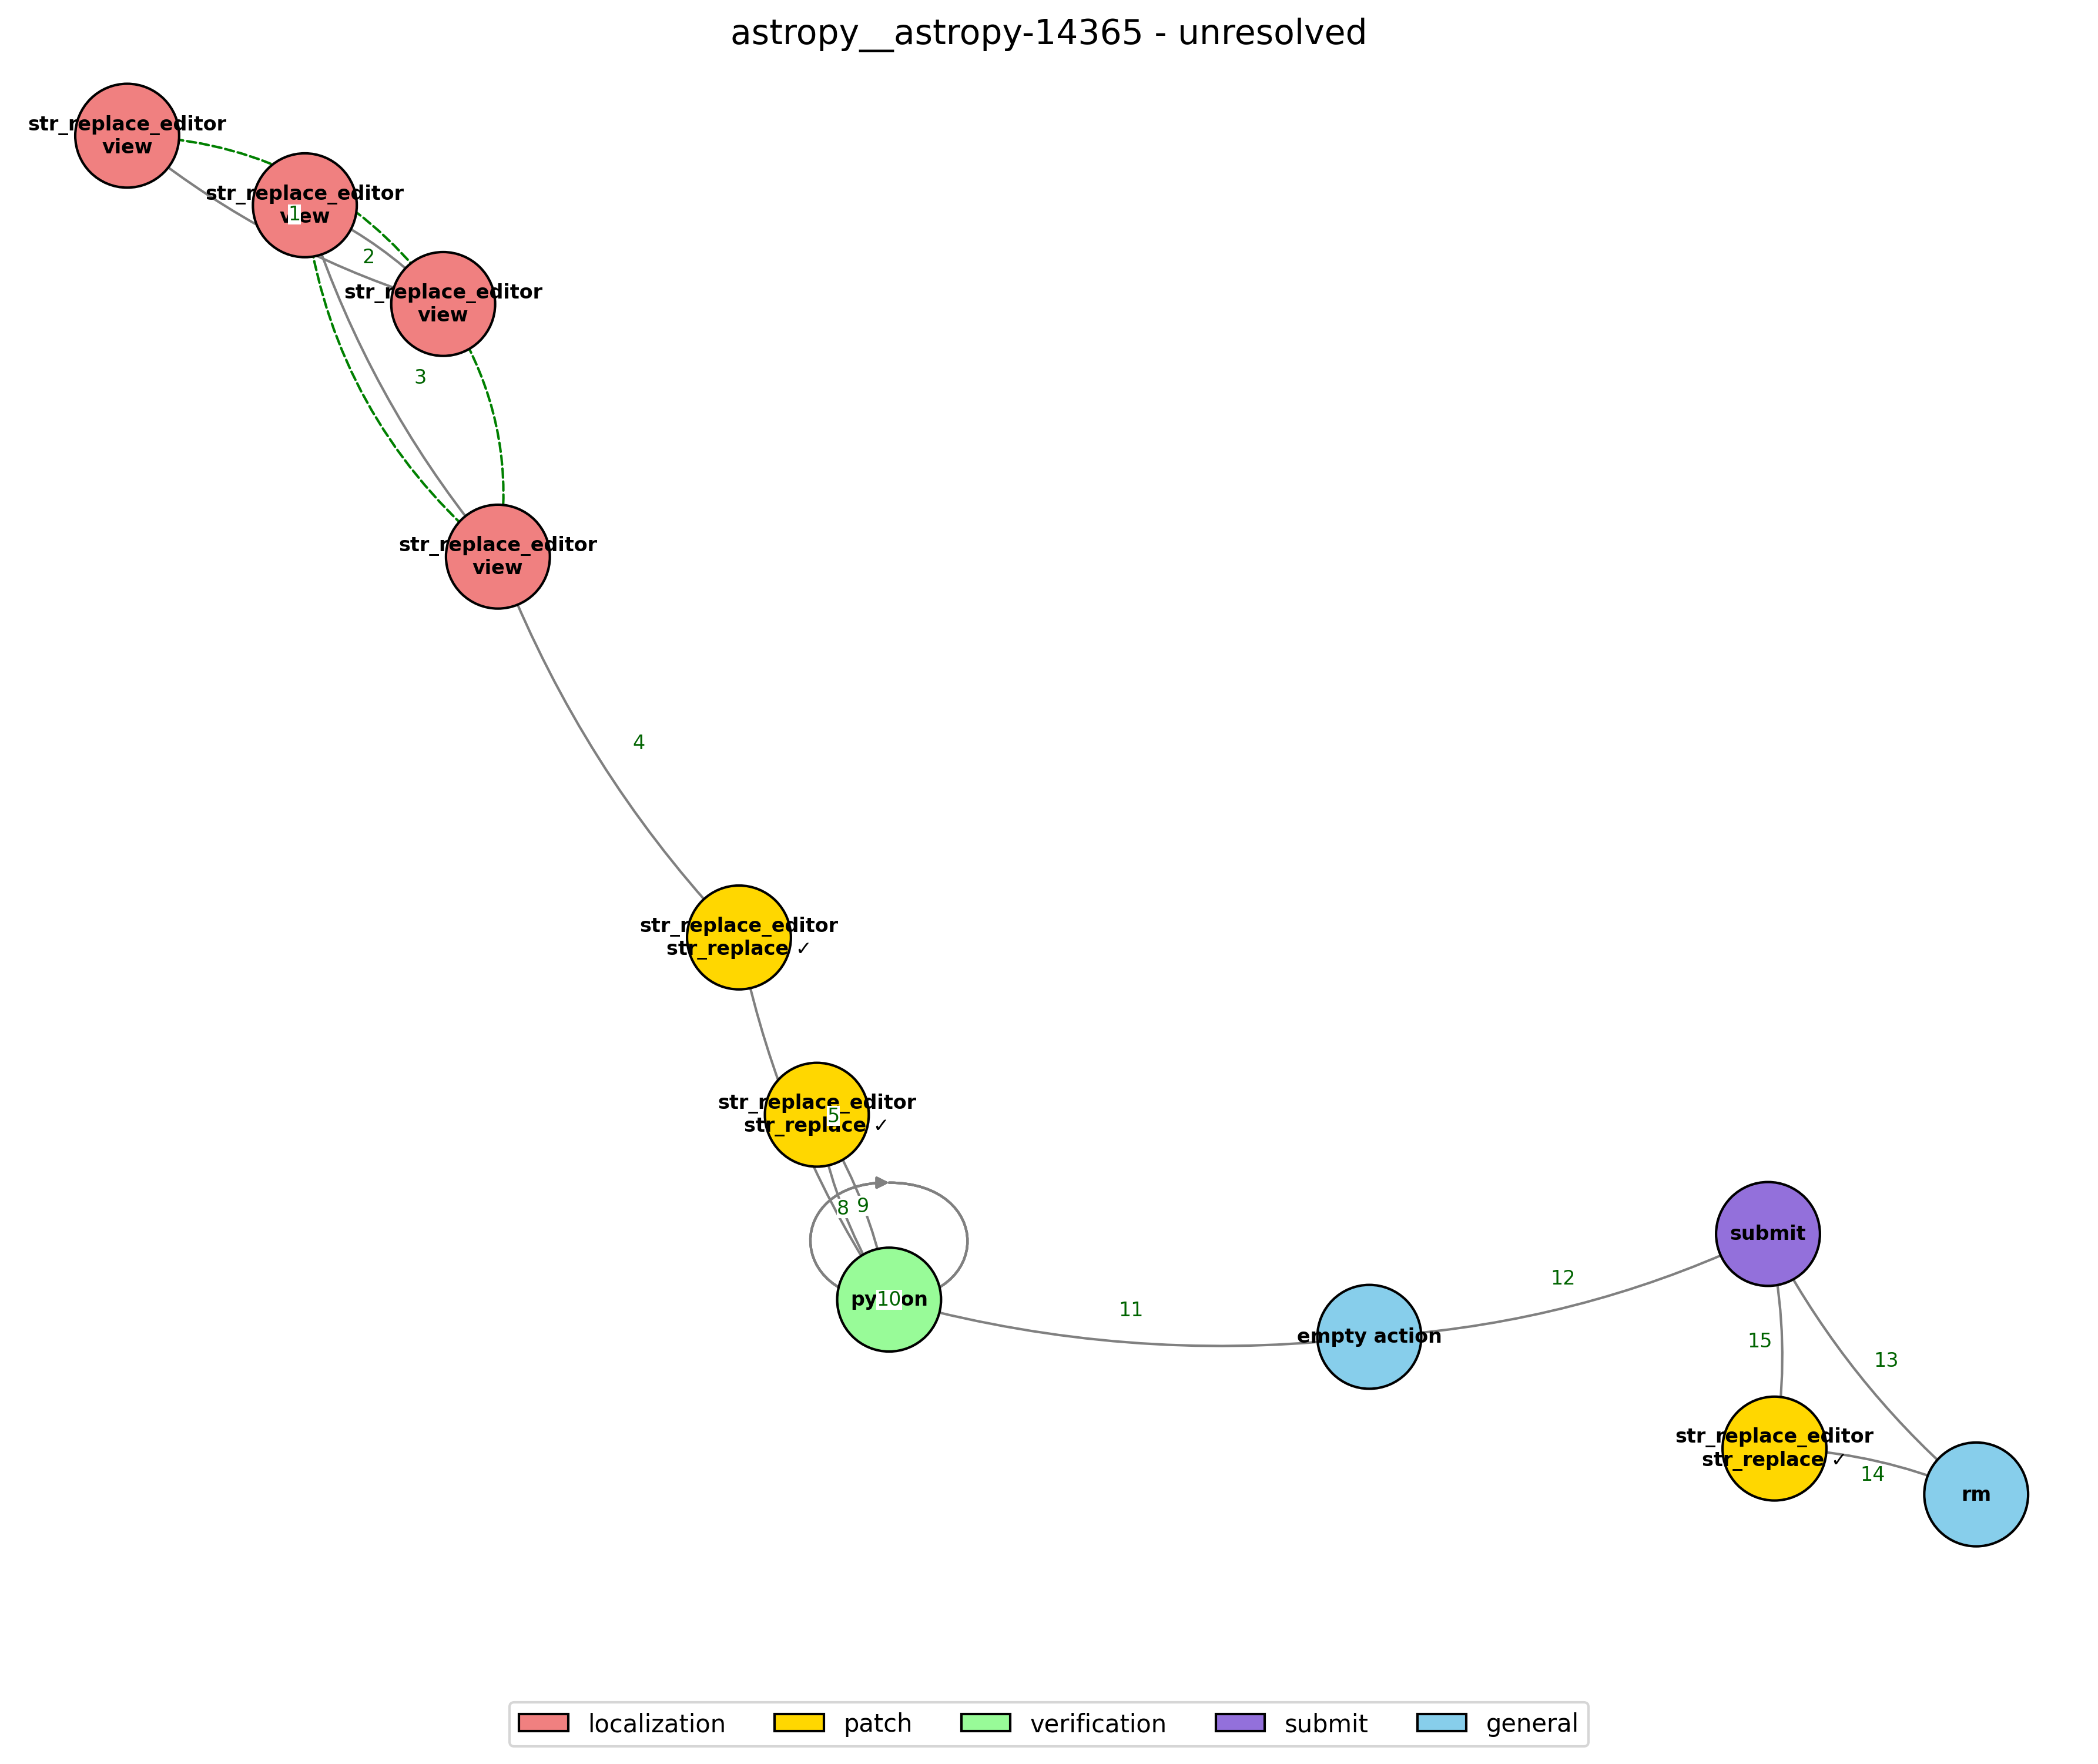 astropy__astropy-14365 - unresolved
str_replace_editor
view
str_replace_editor
view
1
2
str_replace_editor
view
3
str_replace_editor
view
4
str_replace_editor
str_replace ✓
str_replace_editor
str_replace ✓
5
8
9
python
10
11
empty action
12
submit
13
15
str_replace_editor
str_replace ✓
14
rm
localization
patch
verification
submit
general